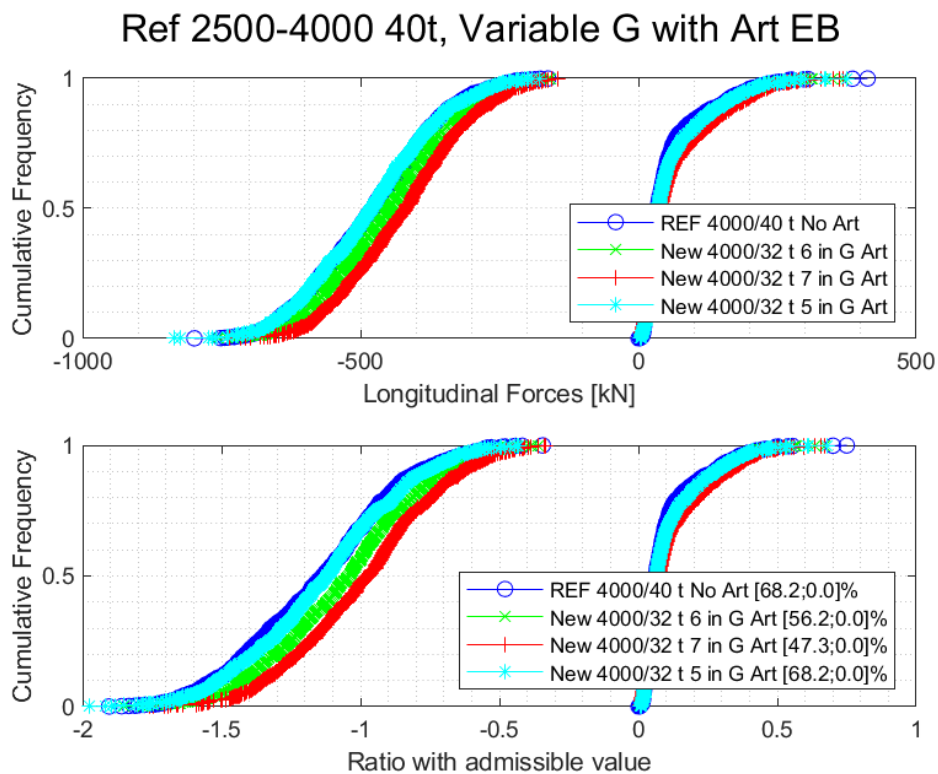 Ref 2500-4000 40t, Variable G with Art EB
Cumulative Frequency
1
0.5
0
-1000
-500
0
500
Longitudinal Forces [kN]
REF 4000/40 t No Art
New 4000/32 t 6 in G Art
New 4000/32 t 7 in G Art
New 4000/32 t 5 in G Art
Cumulative Frequency
1
0.5
0
-2
-1.5
-1
-0.5
0
0.5
1
Ratio with admissible value
REF 4000/40 t No Art [68.2;0.0]%
New 4000/32 t 6 in G Art [56.2;0.0]%
New 4000/32 t 7 in G Art [47.3;0.0]%
New 4000/32 t 5 in G Art [68.2;0.0]%